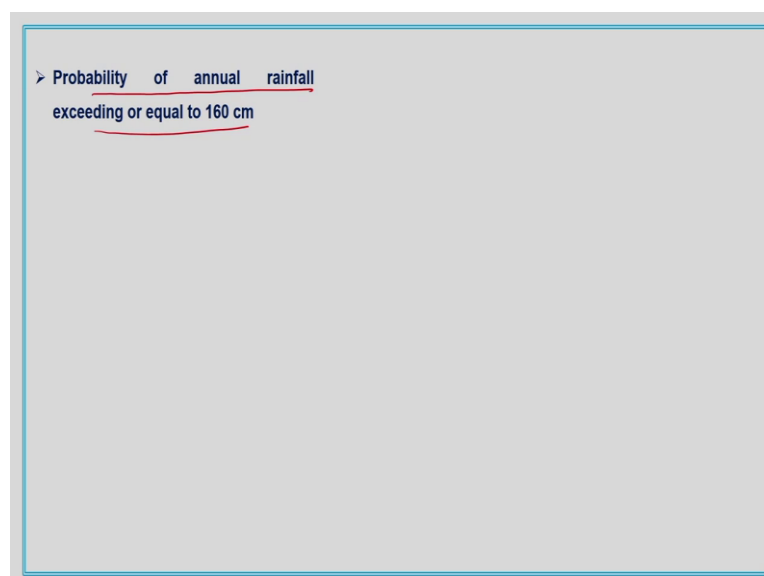 ➢ Probability of annual rainfall
exceeding or equal to 160 cm